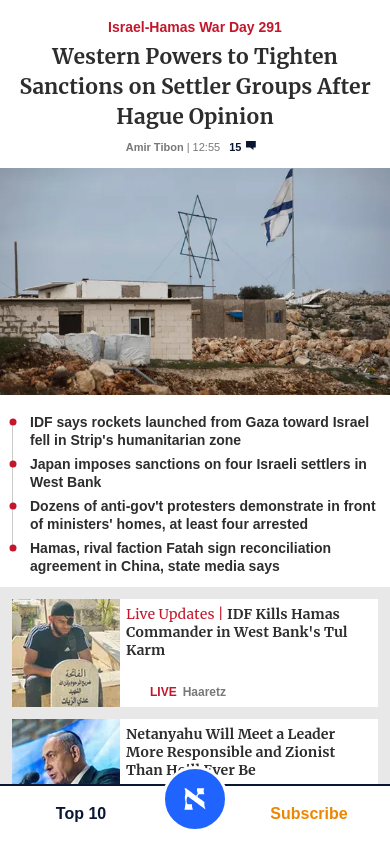 Israel-Hamas War Day 291
Western Powers to Tighten
Sanctions on Settler Groups After
Hague Opinion
Amir Tibon | 12:55 15
IDF says rockets launched from Gaza toward Israel
fell in Strip's humanitarian zone
Japan imposes sanctions on four Israeli settlers in
West Bank
Dozens of anti-gov't protesters demonstrate in front
of ministers' homes, at least four arrested
Hamas, rival faction Fatah sign reconciliation
agreement in China, state media says
Live Updates | IDF Kills Hamas
Commander in West Bank's Tul
Karm
LIVE Haaretz
Netanyahu Will Meet a Leader
More Responsible and Zionist
Than Ever Be
Top 10
Subscribe